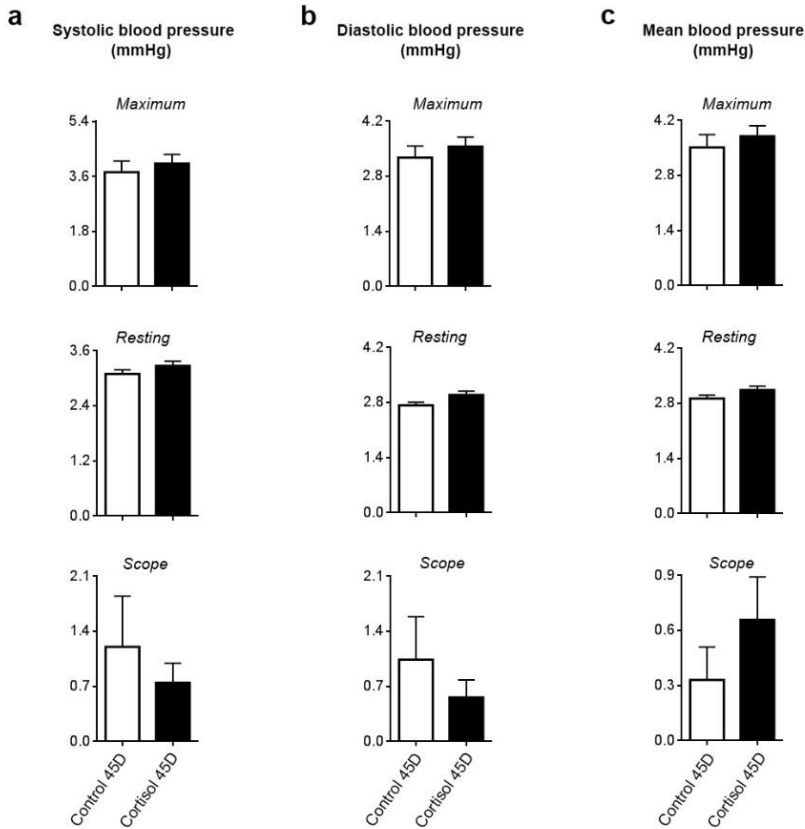 a
Systolic blood pressure
(mmHg)
Maximum
5.4
3.6
1.8
0.0
Resting
3.6
2.4
1.2
0.0
Scope
2.1
1.4
0.7
0.0
Control 45D
Cortisol 45D
b
Diastolic blood pressure
(mmHg)
Maximum
4.2
2.8
1.4
0.0
Resting
4.2
2.8
1.4
0.0
Scope
2.1
1.4
0.7
0.0
Control 45D
Cortisol 45D
c
Mean blood pressure
(mmHg)
Maximum
4.2
2.8
1.4
0.0
Resting
4.2
2.8
1.4
0.0
Scope
0.9
0.6
0.3
0.0
Control 45D
Cortisol 45D